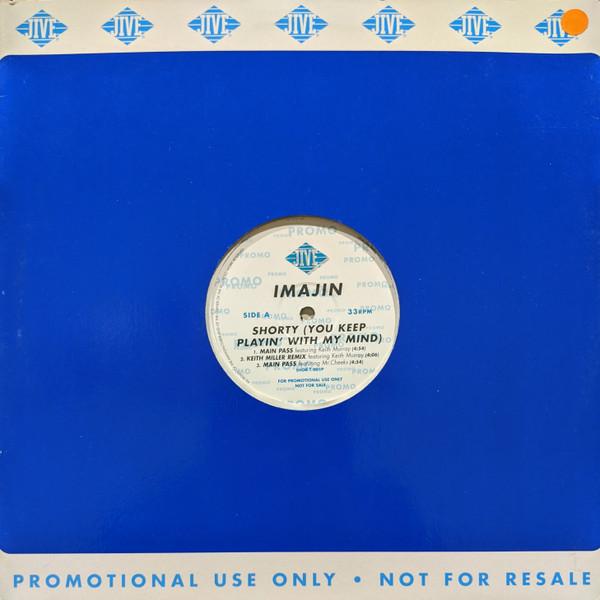 JIVE JIVE JIVE JIVE JIVE JIVE JIVE
PROMO
JIVE
IMAJIN
SIDE A
33RPM
SHORTY (YOU KEEP
PLAYIN' WITH MY MIND)
1. MAIN PASS featuring Keith Murray (4:54)
2. KEITH MILLER REMIX featuring Keith Murray (4:06)
3. MAIN PASS featuring Mr.Cheeks (4:34)
FOR PROMOTIONAL USE ONLY
NOT FOR SALE
PROMOTIONAL USE ONLY • NOT FOR RESALE